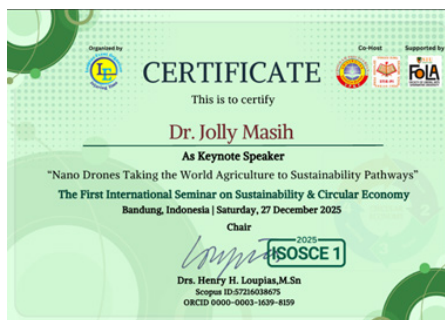 Organized by
Co-Host
Supported by
LE
FOLA
CERTIFICATE
This is to certify
Dr. Jolly Masih
As Keynote Speaker
“Nano Drones Taking the World Agriculture to Sustainability Pathways”
The First International Seminar on Sustainability & Circular Economy
Bandung, Indonesia | Saturday, 27 December 2025
Chair
2025
ISOSCE 1
Drs. Henry H. Loupias,M.Sn
Scopus ID:57216038675
ORCID 0000-0003-1639-8159